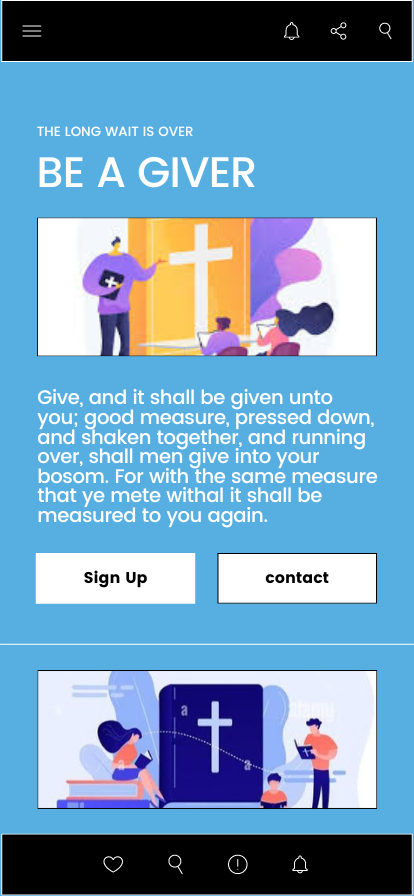 THE LONG WAIT IS OVER
BE A GIVER
Give, and it shall be given unto
you; good measure, pressed down,
and shaken together, and running
over, shall men give into your
bosom. For with the same measure
that ye mete withal it shall be
measured to you again.
Sign Up
contact
a
alamy
a
a